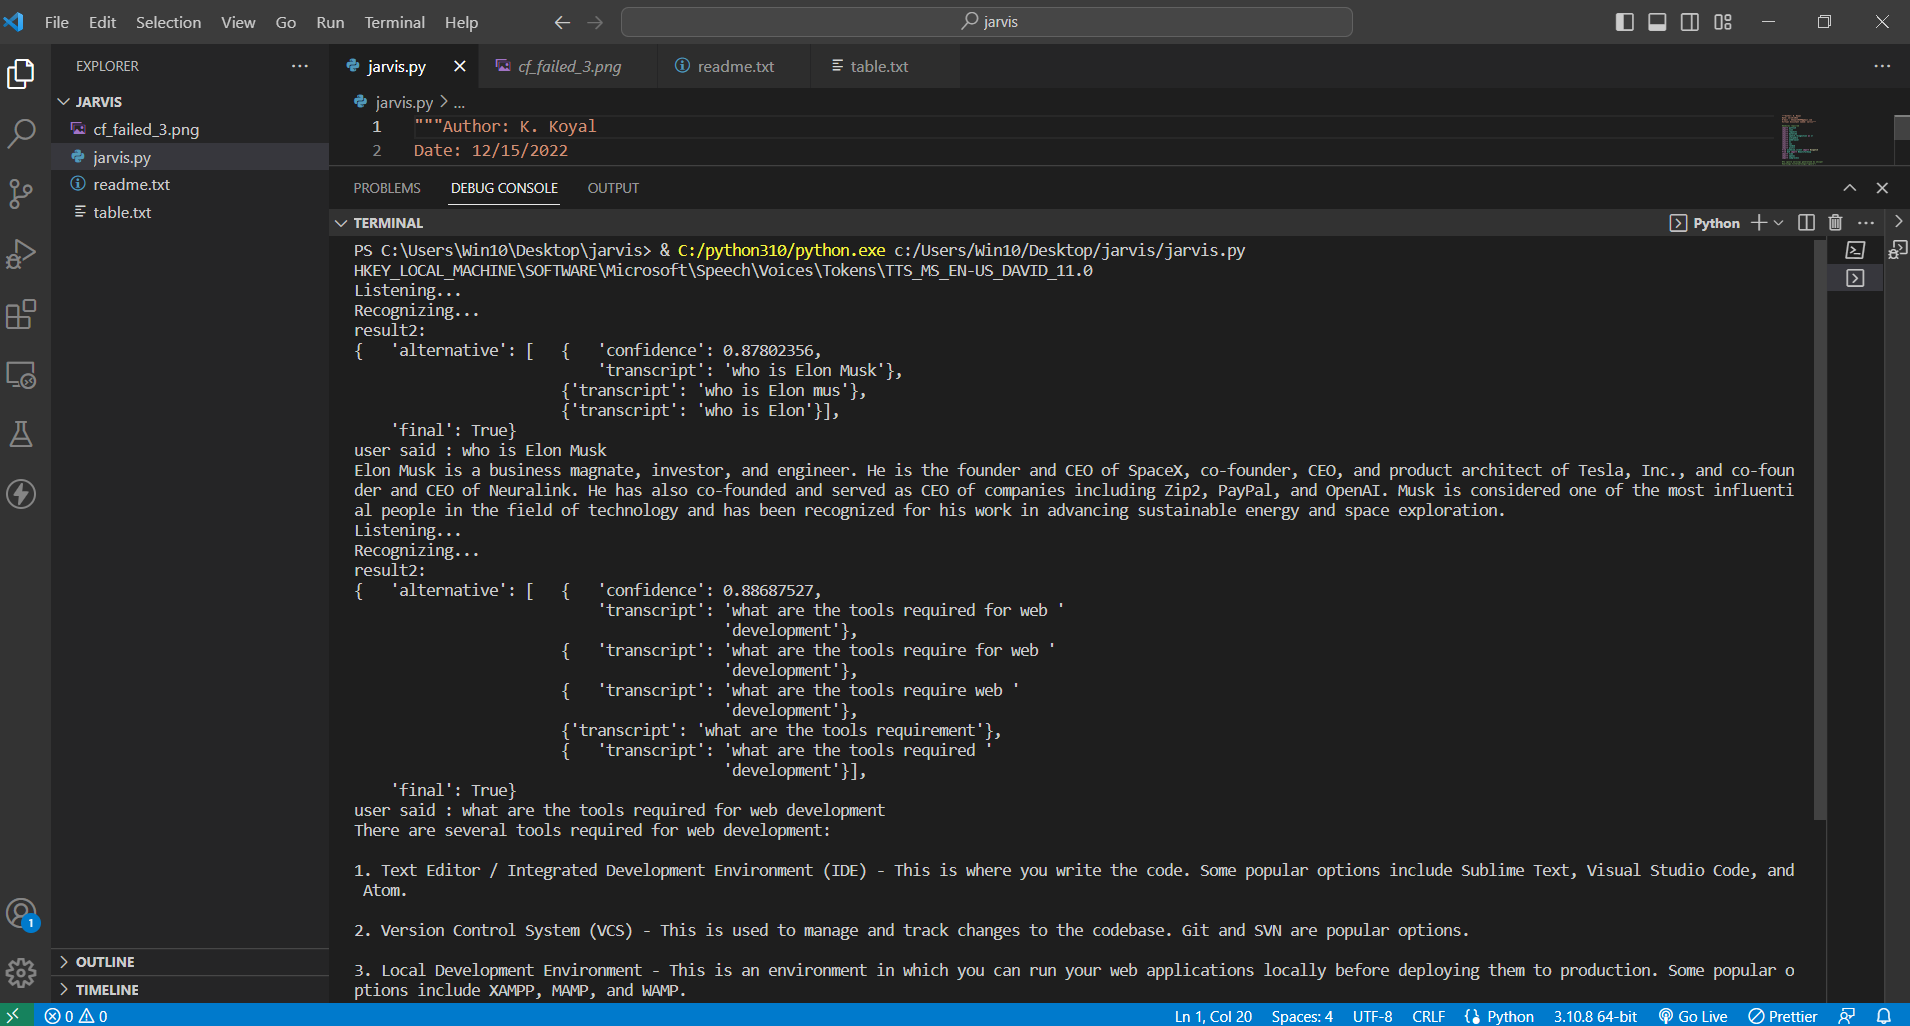 File Edit Selection View Go Run Terminal Help jarvis
EXPLORER
JARVIS
cf_failed_3.png
jarvis.py
readme.txt
table.txt
OUTLINE
TIMELINE
1
jarvis.py cf_failed_3.png readme.txt table.txt
jarvis.py > ...
1 """Author: K. Koyal
2 Date: 12/15/2022
PROBLEMS DEBUG CONSOLE OUTPUT
TERMINAL
Python
PS C:\Users\Win10\Desktop\jarvis> & C:/python310/python.exe c:/Users/Win10/Desktop/jarvis/jarvis.py
HKEY_LOCAL_MACHINE\SOFTWARE\Microsoft\Speech\Voices\Tokens\TTS_MS_EN-US_DAVID_11.0
Listening...
Recognizing...
result2:
{   'alternative': [   {   'confidence': 0.87802356,
'transcript': 'who is Elon Musk'},
{'transcript': 'who is Elon mus'},
{'transcript': 'who is Elon'}],
'final': True}
user said : who is Elon Musk
Elon Musk is a business magnate, investor, and engineer. He is the founder and CEO of SpaceX, co-founder, CEO, and product architect of Tesla, Inc., and co-foun
der and CEO of Neuralink. He has also co-founded and served as CEO of companies including Zip2, PayPal, and OpenAI. Musk is considered one of the most influenti
al people in the field of technology and has been recognized for his work in advancing sustainable energy and space exploration.
Listening...
Recognizing...
result2:
{   'alternative': [   {   'confidence': 0.88687527,
'transcript': 'what are the tools required for web '
'development'},
{   'transcript': 'what are the tools require for web '
'development'},
{   'transcript': 'what are the tools require web '
'development'},
{'transcript': 'what are the tools requirement'},
{   'transcript': 'what are the tools required '
'development'}],
'final': True}
user said : what are the tools required for web development
There are several tools required for web development:
1. Text Editor / Integrated Development Environment (IDE) - This is where you write the code. Some popular options include Sublime Text, Visual Studio Code, and
Atom.
2. Version Control System (VCS) - This is used to manage and track changes to the codebase. Git and SVN are popular options.
3. Local Development Environment - This is an environment in which you can run your web applications locally before deploying them to production. Some popular o
ptions include XAMPP, MAMP, and WAMP.
0 0 Ln 1, Col 20 Spaces: 4 UTF-8 CRLF Python 3.10.8 64-bit Go Live Prettier